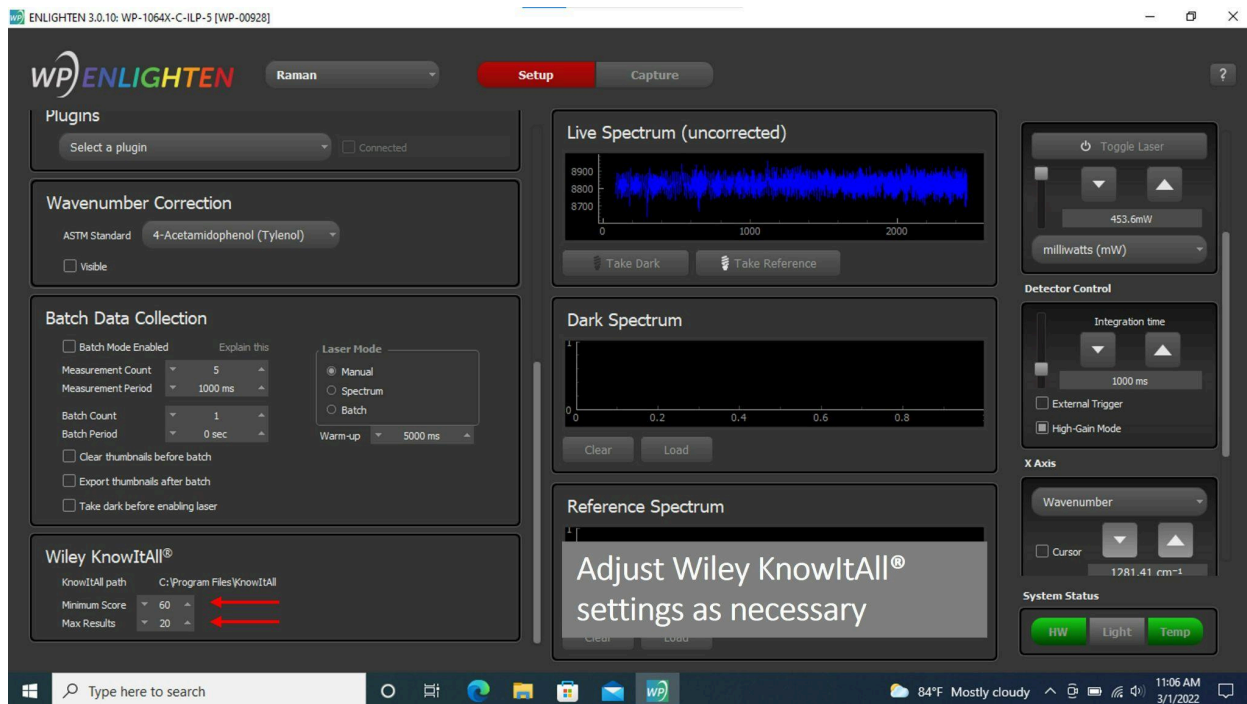 ENLIGHTEN 3.0.10: WP-1064X-C-ILP-5 [WP-00928]
WP ENLIGHTEN
Raman
Setup
Capture
?
Plugins
Select a plugin
Connected
Wavenumber Correction
ASTM Standard 4-Acetamidophenol (Tylenol)
Visible
Batch Data Collection
Batch Mode Enabled Explain this
Measurement Count 5
Measurement Period 1000 ms
Batch Count 1
Batch Period 0 sec
Clear thumbnails before batch
Export thumbnails after batch
Take dark before enabling laser
Laser Mode
Manual
Spectrum
Batch
Warm-up 5000 ms
Wiley KnowItAll®
KnowItAll path C:\Program Files\KnowItAll
Minimum Score 60
Max Results 20
Live Spectrum (uncorrected)
8900
8800
8700
0 1000 2000
Take Dark Take Reference
Dark Spectrum
1
0
0 0.2 0.4 0.6 0.8
Clear Load
Reference Spectrum
1
Adjust Wiley KnowItAll®
settings as necessary
Clear Load
Toggle Laser
453.6mW
milliwatts (mW)
Detector Control
Integration time
1000 ms
External Trigger
High-Gain Mode
X Axis
Wavenumber
Cursor
1281.41 cm-1
System Status
HW Light Temp
Type here to search
WP
84°F Mostly cloudy
11:06 AM
3/1/2022